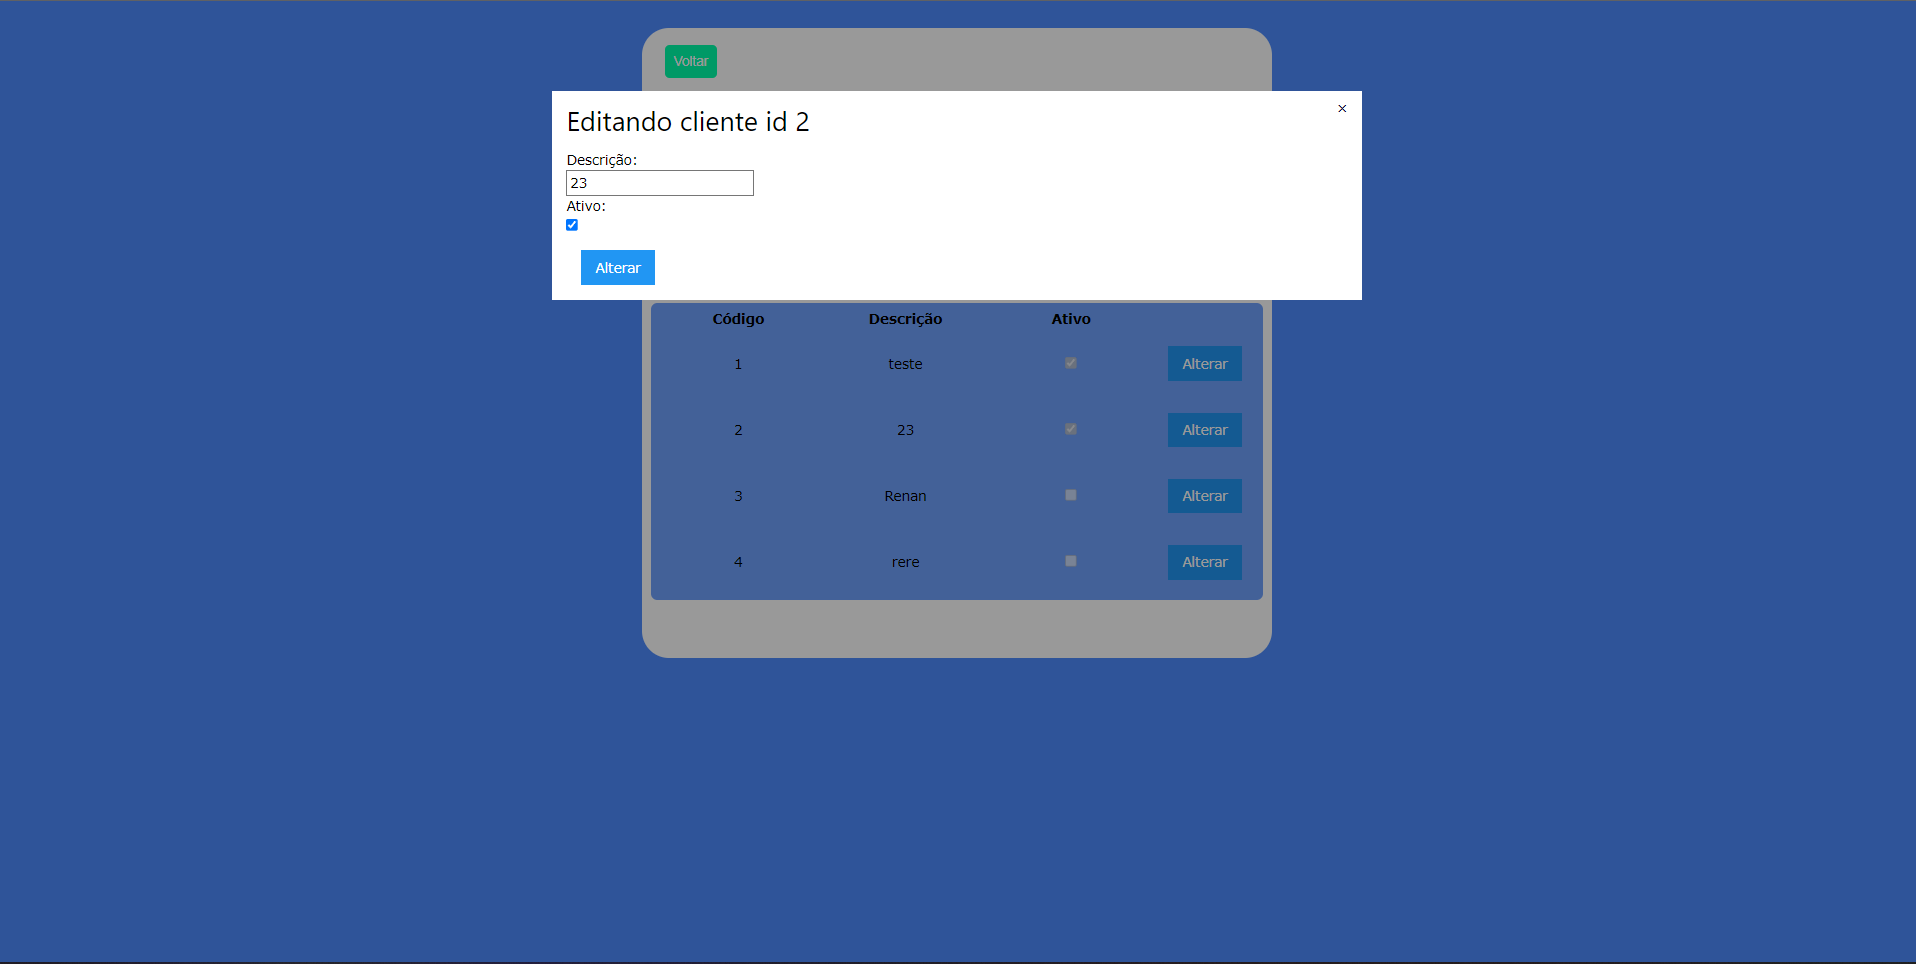 Voltar
×
Editando cliente id 2
Descrição:
23
Ativo:
Alterar
Código Descrição Ativo
1 teste Alterar
2 23 Alterar
3 Renan Alterar
4 rere Alterar